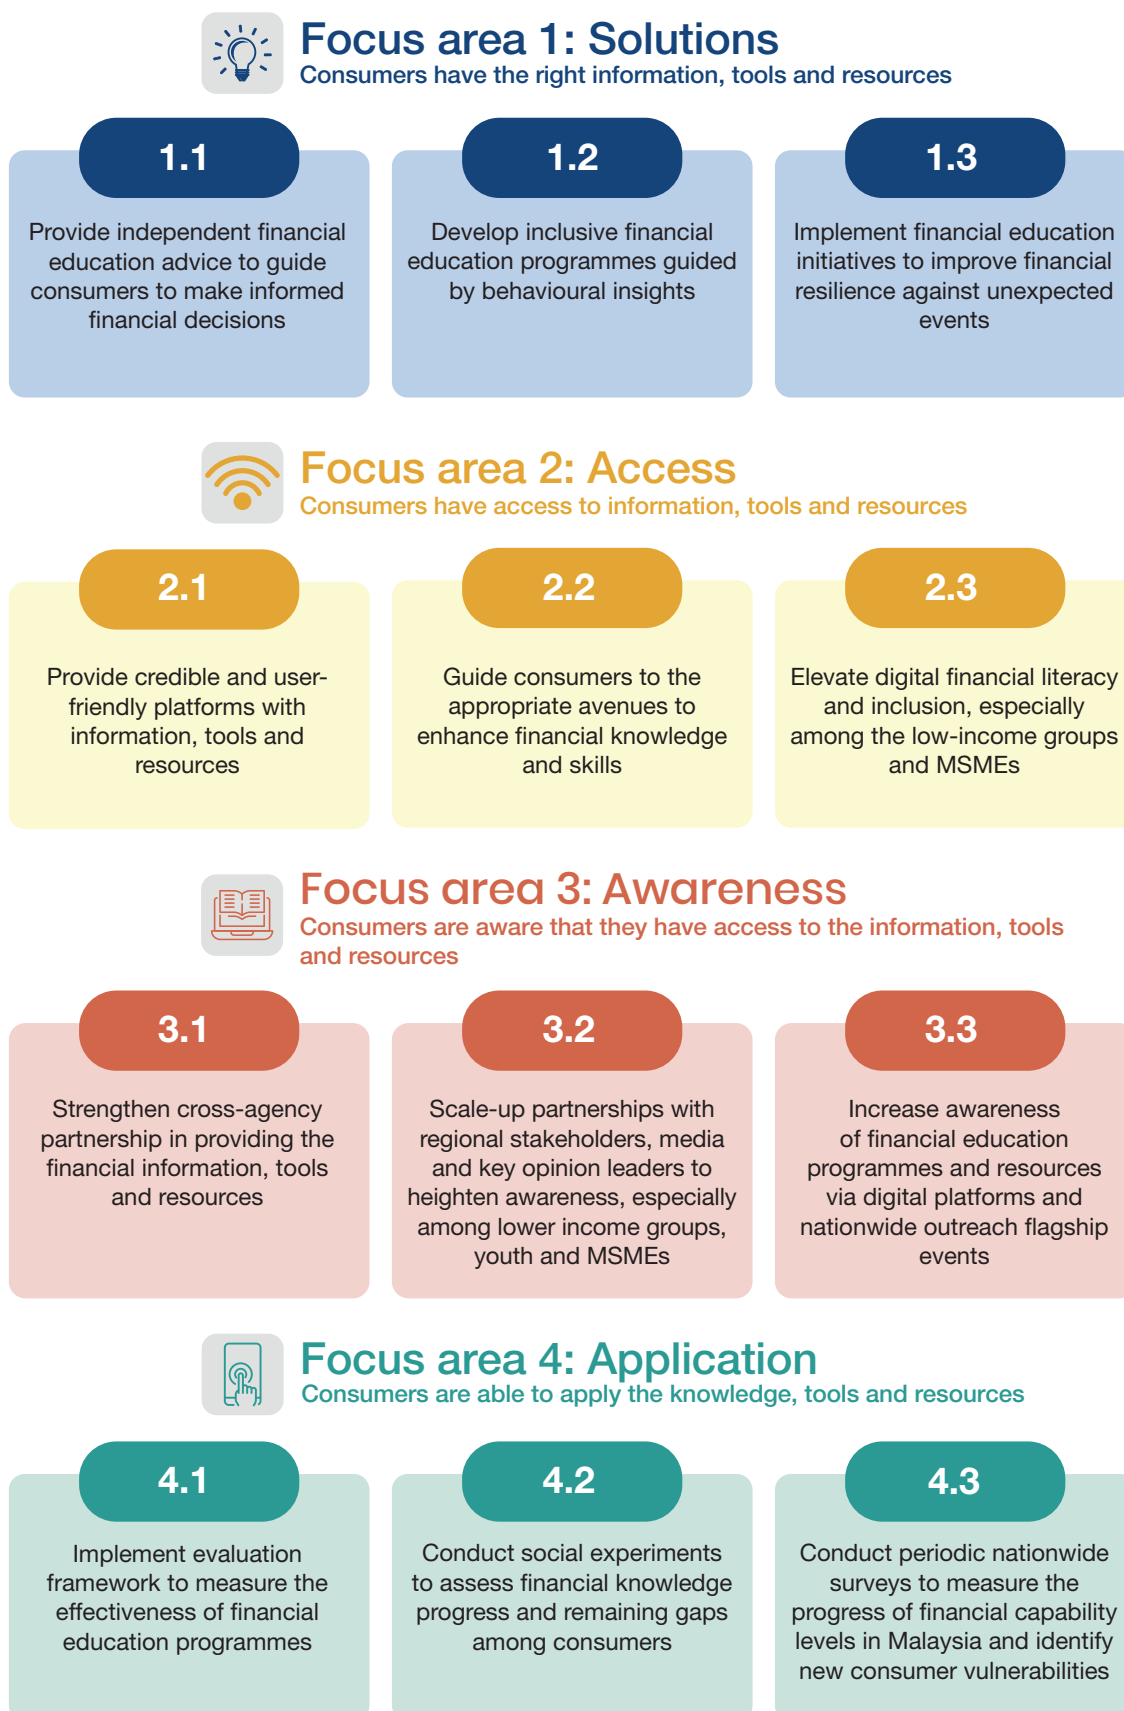 Focus area 1: Solutions
Consumers have the right information, tools and resources
1.1
Provide independent financial
education advice to guide
consumers to make informed
financial decisions
1.2
Develop inclusive financial
education programmes guided
by behavioural insights
1.3
Implement financial education
initiatives to improve financial
resilience against unexpected
events
Focus area 2: Access
Consumers have access to information, tools and resources
2.1
Provide credible and user-
friendly platforms with
information, tools and
resources
2.2
Guide consumers to the
appropriate avenues to
enhance financial knowledge
and skills
2.3
Elevate digital financial literacy
and inclusion, especially
among the low-income groups
and MSMEs
Focus area 3: Awareness
Consumers are aware that they have access to the information, tools
and resources
3.1
Strengthen cross-agency
partnership in providing the
financial information, tools
and resources
3.2
Scale-up partnerships with
regional stakeholders, media
and key opinion leaders to
heighten awareness, especially
among lower income groups,
youth and MSMEs
3.3
Increase awareness
of financial education
programmes and resources
via digital platforms and
nationwide outreach flagship
events
Focus area 4: Application
Consumers are able to apply the knowledge, tools and resources
4.1
Implement evaluation
framework to measure the
effectiveness of financial
education programmes
4.2
Conduct social experiments
to assess financial knowledge
progress and remaining gaps
among consumers
4.3
Conduct periodic nationwide
surveys to measure the
progress of financial capability
levels in Malaysia and identify
new consumer vulnerabilities